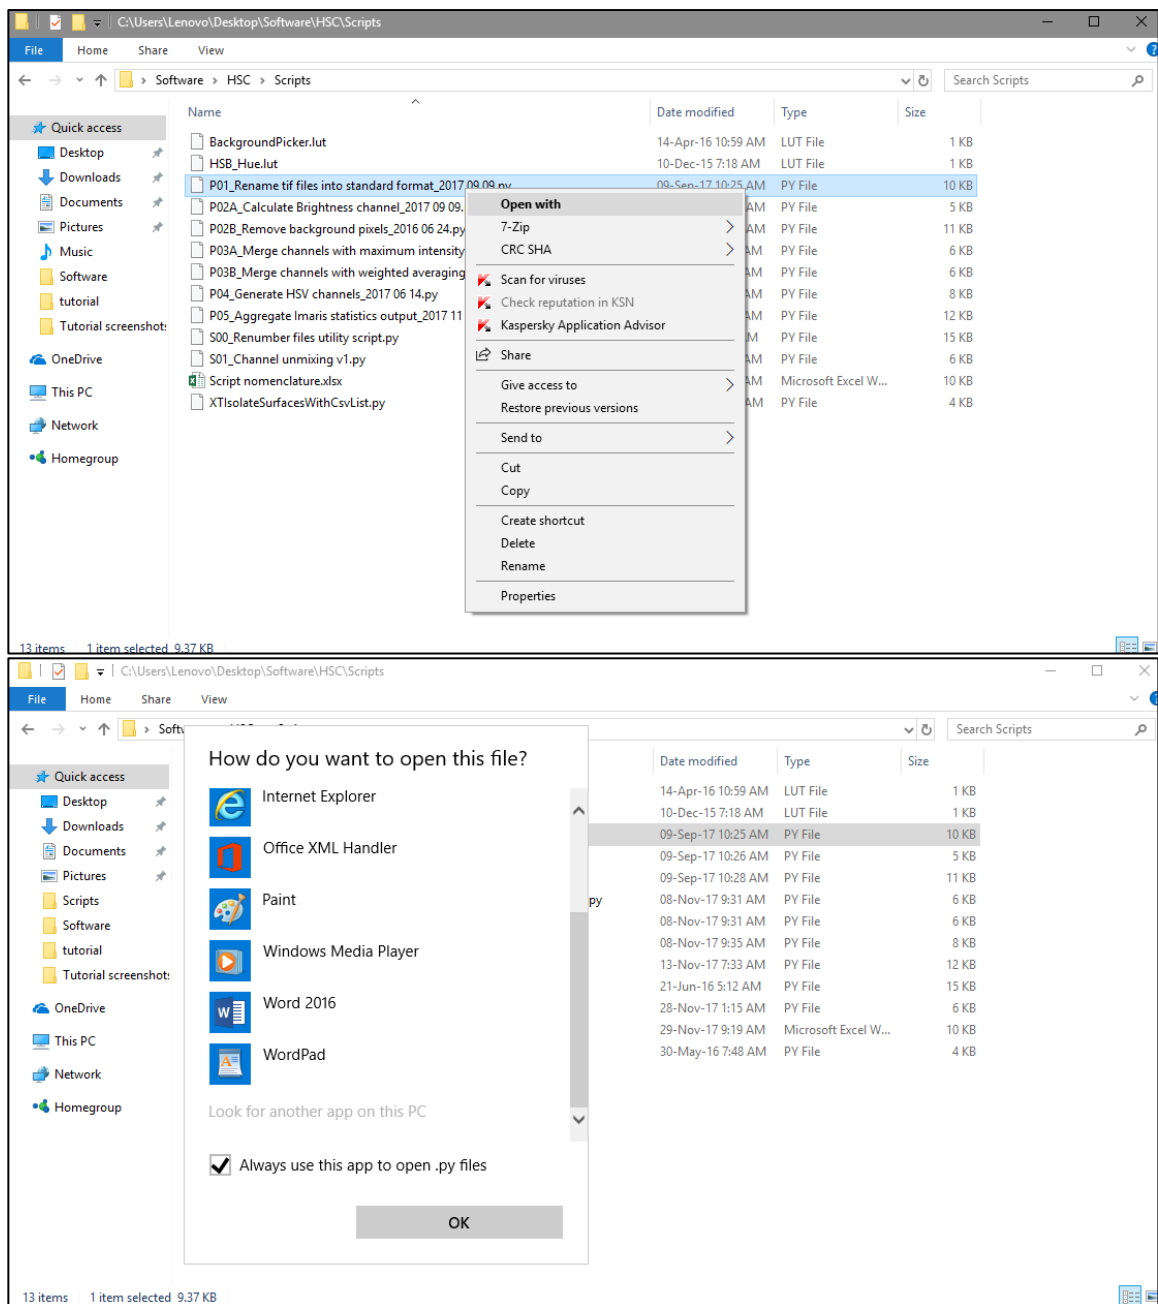 C:\Users\Lenovo\Desktop\Software\HSC\Scripts
File Home Share View
Software > HSC > Scripts Search Scripts
Name Date modified Type Size
Quick access
Desktop
Downloads
Documents
Pictures
Music
Software
tutorial
Tutorial screenshot
OneDrive
This PC
Network
Homegroup
BackgroundPicker.lut 14-Apr-16 10:59 AM LUT File 1 KB
HSB_Hue.lut 10-Dec-15 7:18 AM LUT File 1 KB
P01_Rename tif files into standard format_2017 09 09.py 09-Sep-17 10:25 AM PY File 10 KB
P02A_Calculate Brightness channel_2017 09 09. AM PY File 5 KB
P02B_Remove background pixels_2016 06 24.py AM PY File 11 KB
P03A_Merge channels with maximum intensity AM PY File 6 KB
P03B_Merge channels with weighted averaging AM PY File 6 KB
P04_Generate HSV channels_2017 06 14.py AM PY File 8 KB
P05_Aggregate Imaris statistics output_2017 11 AM PY File 12 KB
S00_Renumber files utility script.py M PY File 15 KB
S01_Channel unmixing v1.py AM PY File 6 KB
Script nomenclature.xlsx AM Microsoft Excel W... 10 KB
XTIsolateSurfacesWithCsvList.py AM PY File 4 KB
Open with
7-Zip
CRC SHA
Scan for viruses
Check reputation in KSN
Kaspersky Application Advisor
Share
Give access to
Restore previous versions
Send to
Cut
Copy
Create shortcut
Delete
Rename
Properties
13 items 1 item selected 9.37 KB
C:\Users\Lenovo\Desktop\Software\HSC\Scripts
File Home Share View
Search Scripts
Date modified Type Size
Quick access
Desktop
Downloads
Documents
Pictures
Scripts
Software
tutorial
Tutorial screenshot
OneDrive
This PC
Network
Homegroup
How do you want to open this file?
Internet Explorer
Office XML Handler
Paint
Windows Media Player
Word 2016
WordPad
Look for another app on this PC
Always use this app to open .py files
OK
14-Apr-16 10:59 AM LUT File 1 KB
10-Dec-15 7:18 AM LUT File 1 KB
09-Sep-17 10:25 AM PY File 10 KB
09-Sep-17 10:26 AM PY File 5 KB
09-Sep-17 10:28 AM PY File 11 KB
py 08-Nov-17 9:31 AM PY File 6 KB
08-Nov-17 9:31 AM PY File 6 KB
08-Nov-17 9:35 AM PY File 8 KB
13-Nov-17 7:33 AM PY File 12 KB
21-Jun-16 5:12 AM PY File 15 KB
28-Nov-17 1:15 AM PY File 6 KB
29-Nov-17 9:19 AM Microsoft Excel W... 10 KB
30-May-16 7:48 AM PY File 4 KB
13 items 1 item selected 9.37 KB